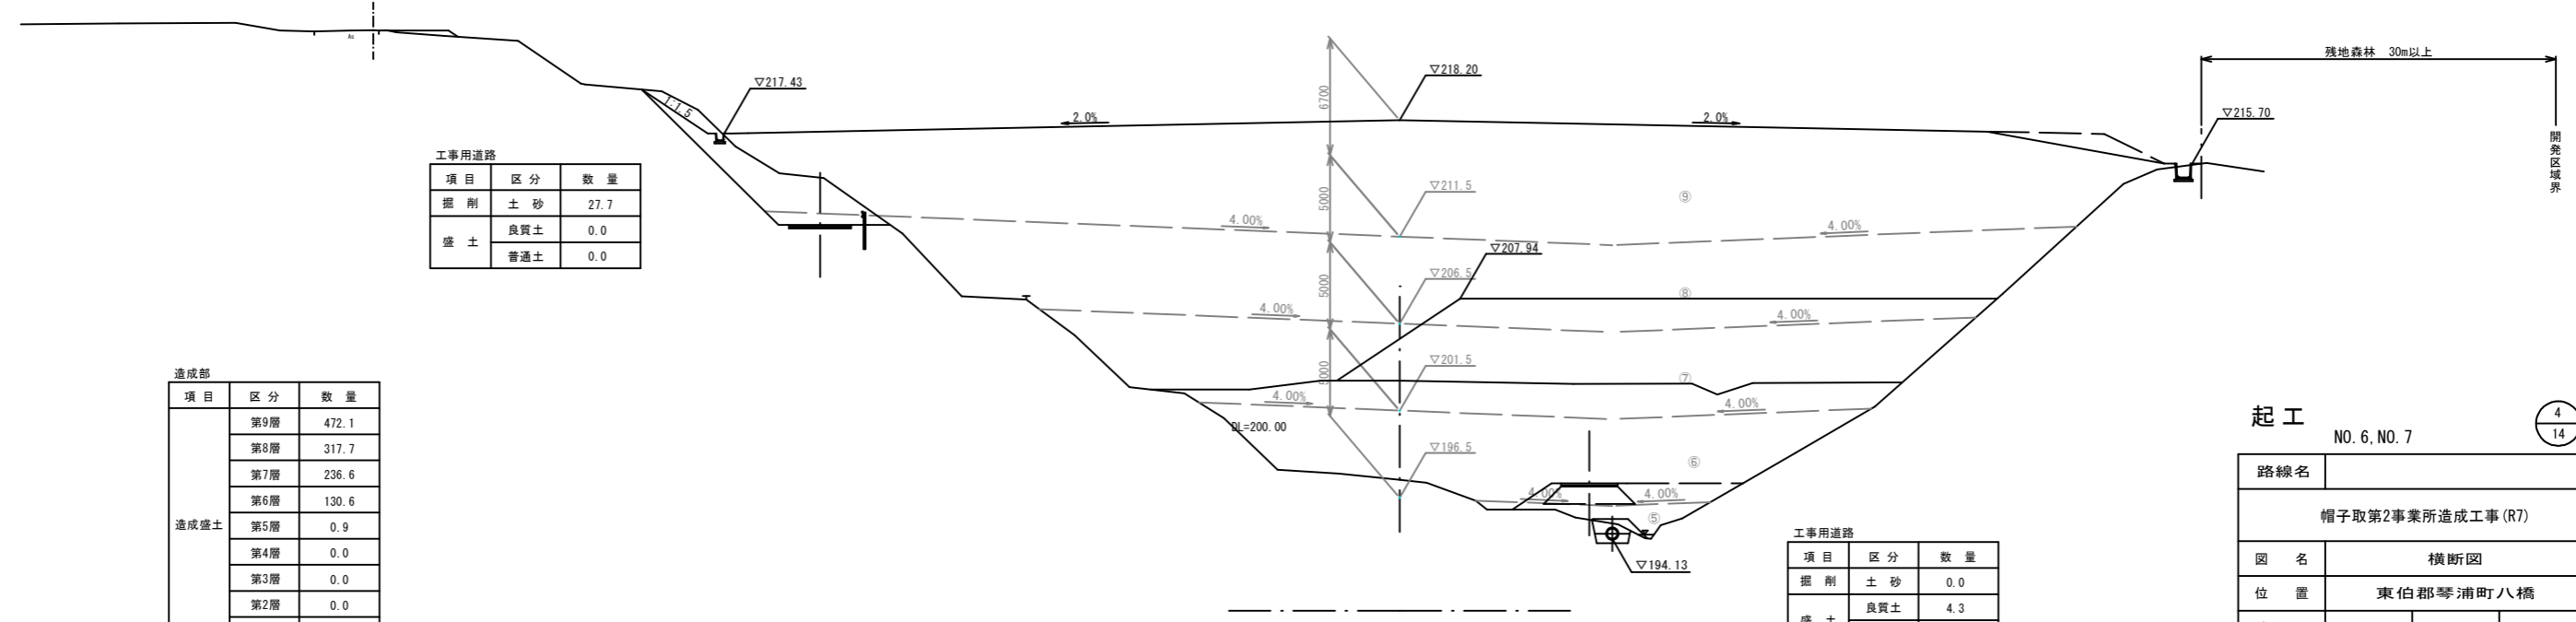 As
残地森林 30m以上
▽218.20
▽217.43
1:1.5
6700
2.0%
2.0%
▽215.70
開発区域界
工事用道路
項 目 区 分 数 量
掘 削 土 砂 27.7
盛 土 良質土 0.0
普通土 0.0
5000
▽211.5
⑨
4.00%
4.00%
▽207.94
5000
▽206.5
⑧
4.00%
4.00%
5000
▽201.5
⑦
4.00%
4.00%
DL=200.00
▽196.5
⑥
4.00%
4.00%
⑤
▽194.13
造成部
項 目 区 分 数 量
造成盛土
第9層 472.1
第8層 317.7
第7層 236.6
第6層 130.6
第5層 0.9
第4層 0.0
第3層 0.0
第2層 0.0
工事用道路
項 目 区 分 数 量
掘 削 土 砂 0.0
盛 土 良質土 4.3
起 工
NO.6,NO.7
4
14
路線名
帽子取第2事業所造成工事(R7)
図 名 横断図
位 置 東伯郡琴浦町八橋